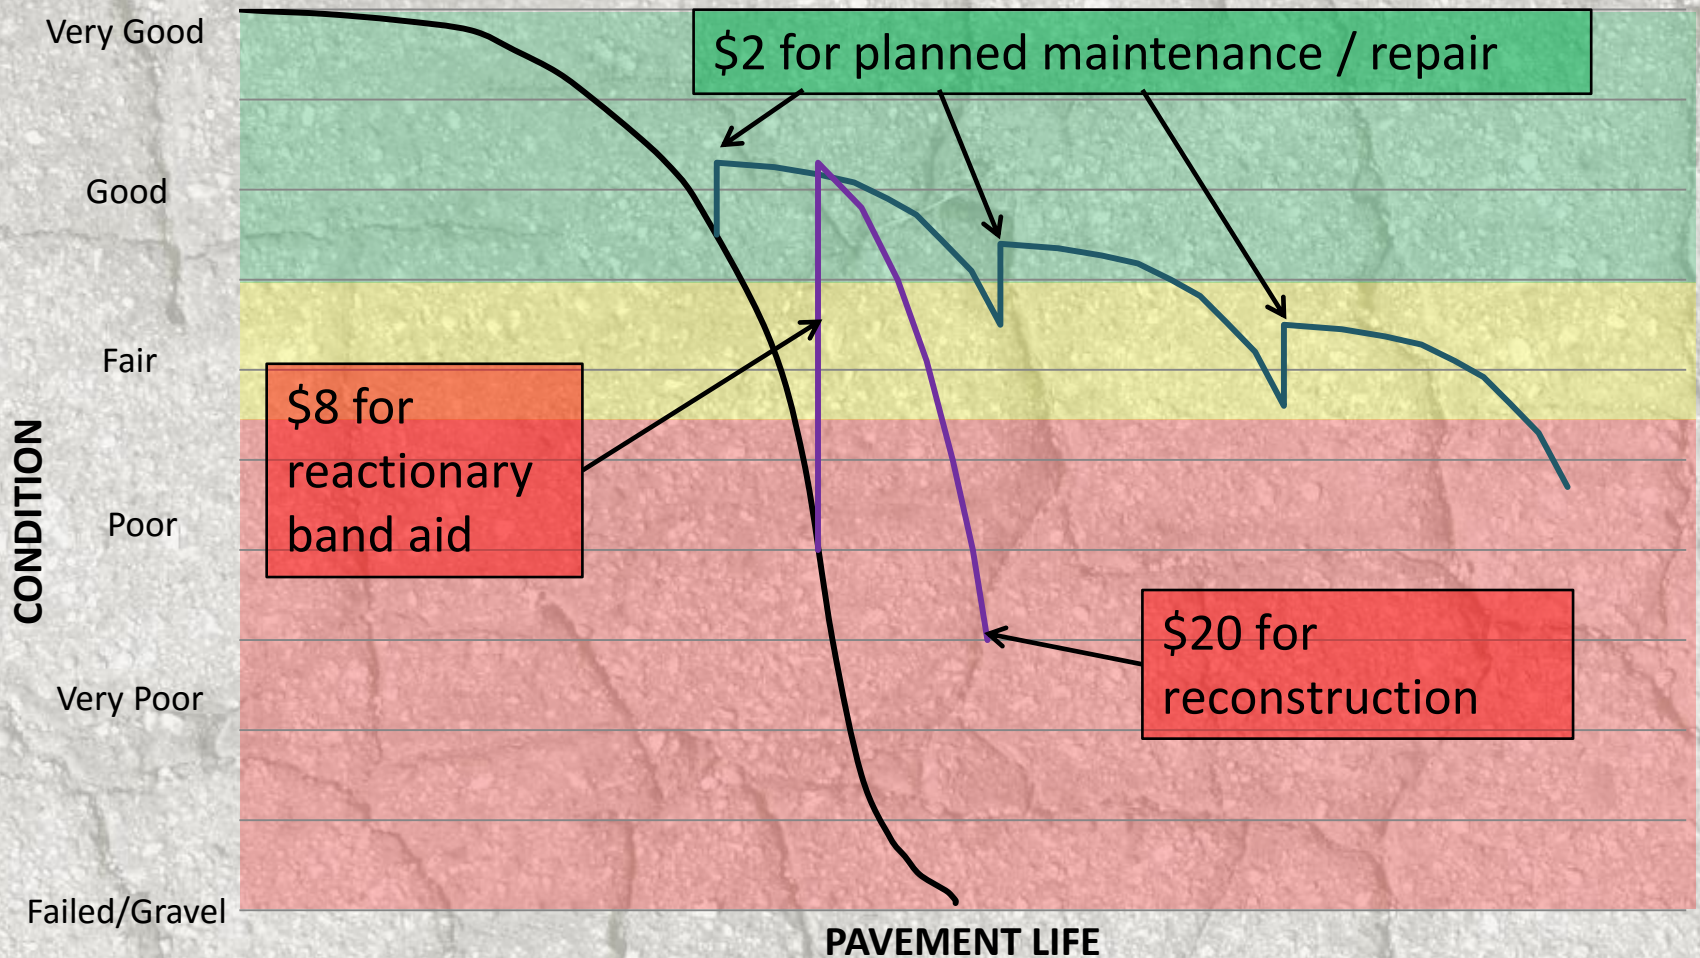 Very Good
$2 for planned maintenance / repair
Good
Fair
$8 for
reactionary
band aid
CONDITION
Poor
$20 for
reconstruction
Very Poor
Failed/Gravel
PAVEMENT LIFE